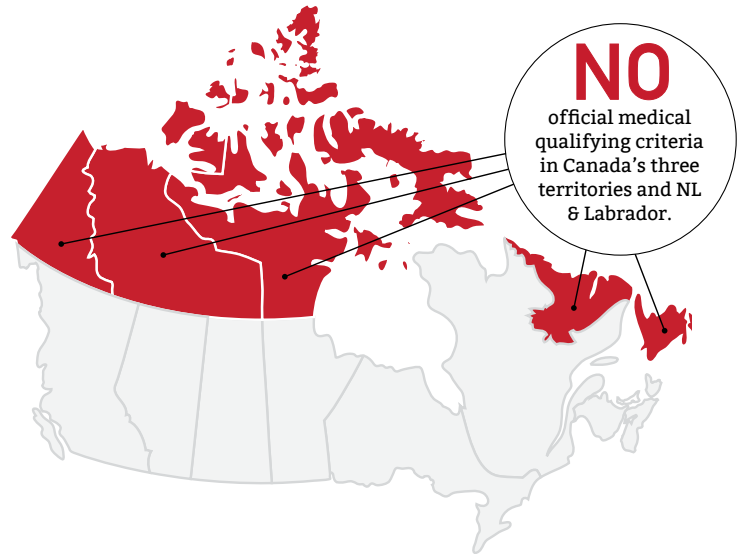 NO
official medical
qualifying criteria
in Canada's three
territories and NL
& Labrador.